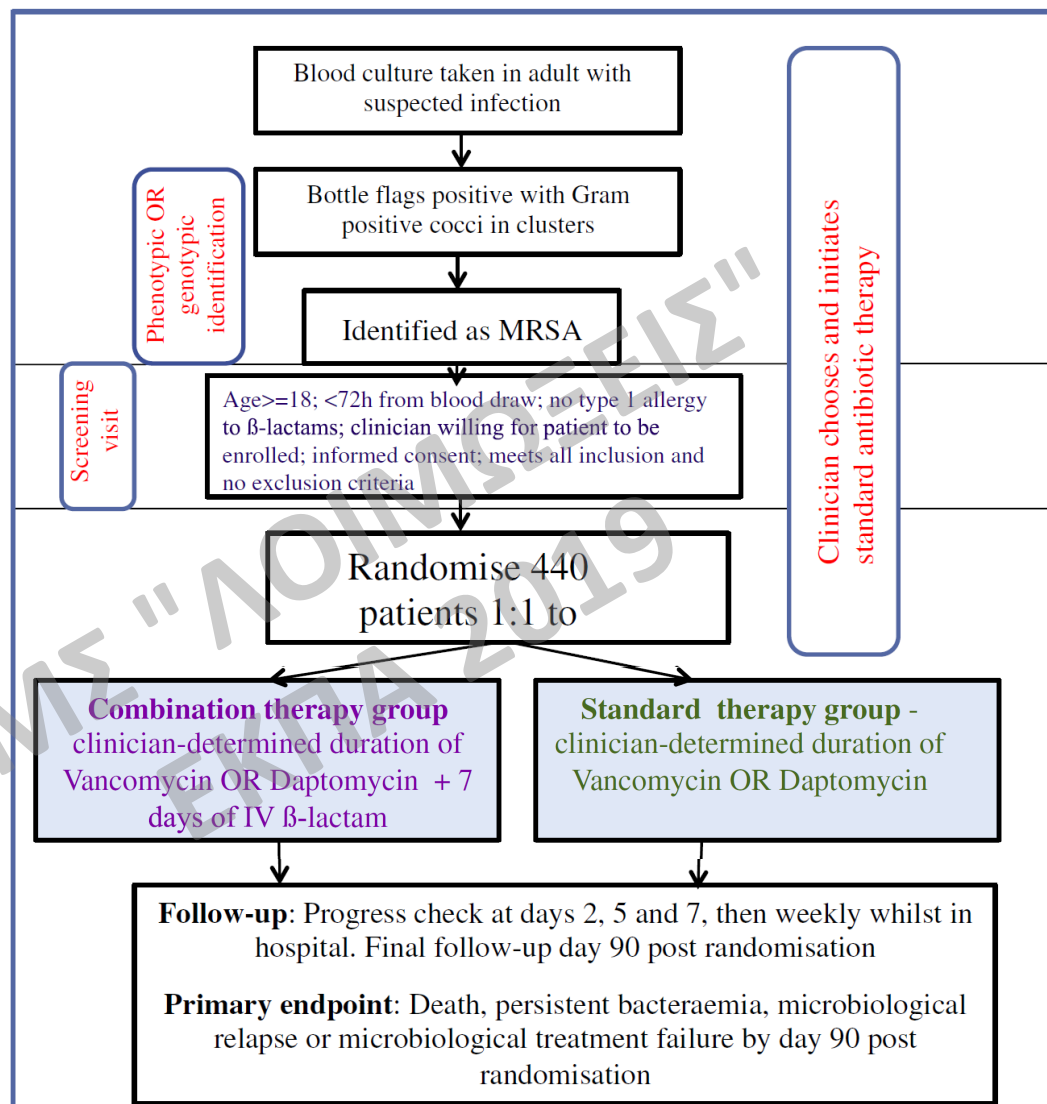 Blood culture taken in adult with
suspected infection
Phenotypic OR
genotypic
identification
Bottle flags positive with Gram
positive cocci in clusters
Identified as MRSA
Clinician chooses and initiates
standard antibiotic therapy
Screening
visit
Age>=18; <72h from blood draw; no type 1 allergy
to ß-lactams; clinician willing for patient to be
enrolled; informed consent; meets all inclusion and
no exclusion criteria
Randomise 440
patients 1:1 to
Combination therapy group
clinician-determined duration of
Vancomycin OR Daptomycin + 7
days of IV ß-lactam
Standard therapy group -
clinician-determined duration of
Vancomycin OR Daptomycin
Follow-up: Progress check at days 2, 5 and 7, then weekly whilst in
hospital. Final follow-up day 90 post randomisation
Primary endpoint: Death, persistent bacteraemia, microbiological
relapse or microbiological treatment failure by day 90 post
randomisation
"ΛΟΙΜΩΞΕΙΣ"
ΕΚΠΑ 2019